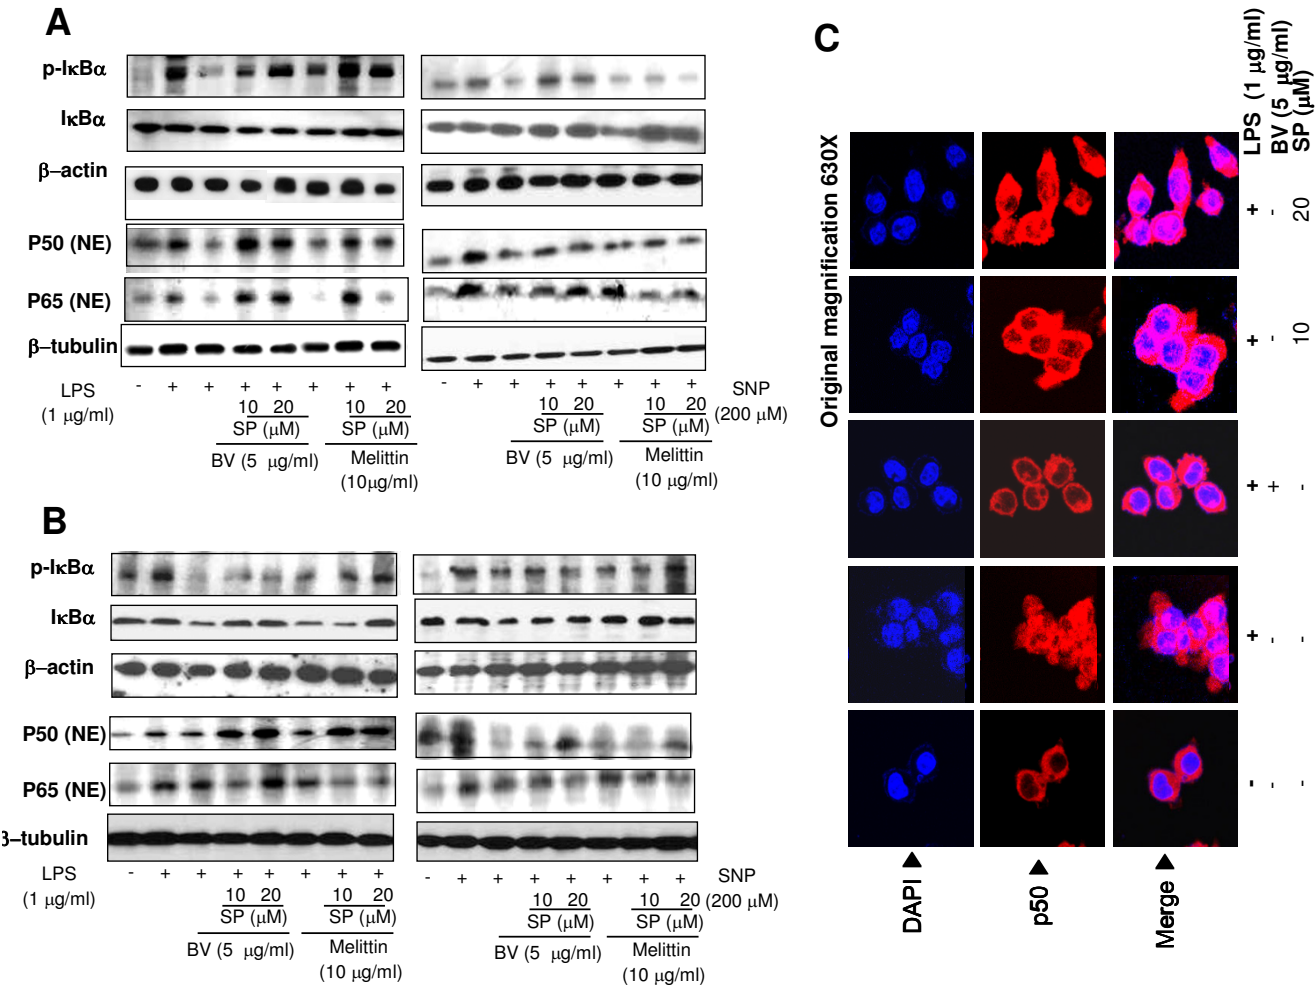 A
p-IκBα
IκBα
β–actin
P50 (NE)
P65 (NE)
β–tubulin
LPS - + + + + + + +
(1 μg/ml) 10 20 10 20
SP (μM) SP (μM)
BV (5 μg/ml) Melittin
(10μg/ml)
- + + + + + + + SNP
10 20 10 20 (200 μM)
SP (μM) SP (μM)
BV (5 μg/ml) Melittin
(10 μg/ml)
B
p-IκBα
IκBα
β–actin
P50 (NE)
P65 (NE)
β–tubulin
LPS - + + + + + + +
(1 μg/ml) 10 20 10 20
SP (μM) SP (μM)
BV (5 μg/ml) Melittin
(10 μg/ml)
- + + + + + + + SNP
10 20 10 20 (200 μM)
SP (μM) SP (μM)
BV (5 μg/ml) Melittin
(10 μg/ml)
C
Original magnification 630X
LPS (1 μg/ml)
BV (5 μg/ml)
SP (μM)
+ - 20
+ - 10
+ + -
+ - -
- - -
DAPI ▶
p50 ▶
Merge ▶